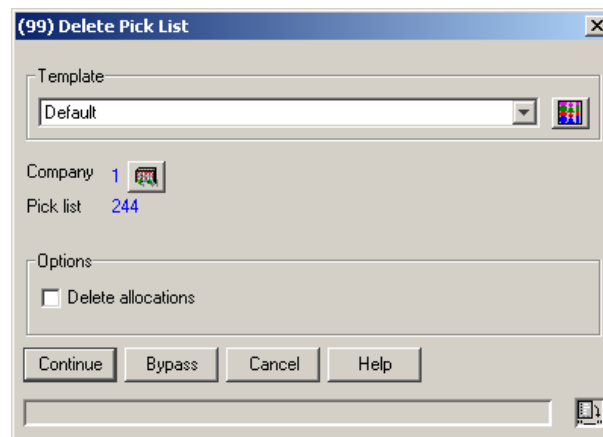 (99) Delete Pick List
Template
Default
Company 1
Pick list 244
Options
Delete allocations
Continue Bypass Cancel Help